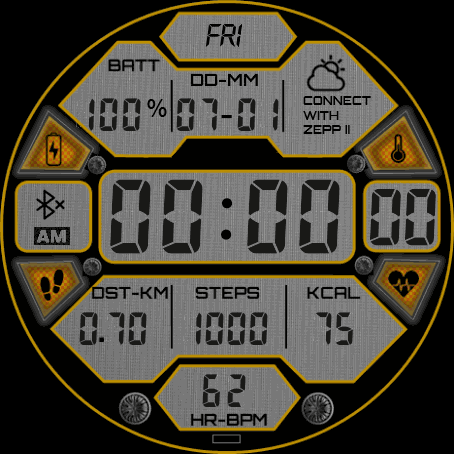 FRI
BATT
100%
DD-MM
07-01
CONNECT
WITH
ZEPP II
00:00
00
AM
DST-KM
0.70
STEPS
1000
KCAL
75
62
HR-BPM